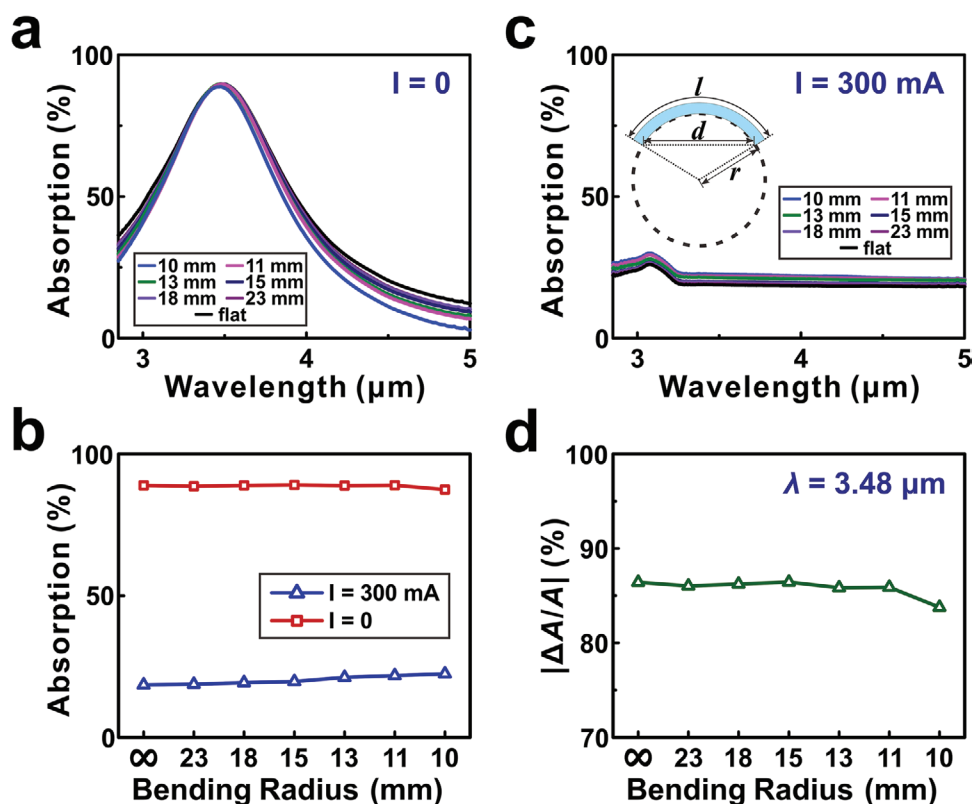 a
I = 0
100
50
0
Absorption (%)
10 mm 11 mm
13 mm 15 mm
18 mm 23 mm
flat
3 4 5
Wavelength (μm)
c
I = 300 mA
100
50
0
Absorption (%)
l
d
r
10 mm 11 mm
13 mm 15 mm
18 mm 23 mm
flat
3 4 5
Wavelength (μm)
b
100
50
0
Absorption (%)
I = 300 mA
I = 0
∞ 23 18 15 13 11 10
Bending Radius (mm)
d
λ = 3.48 μm
100
90
80
70
|ΔA/A| (%)
∞ 23 18 15 13 11 10
Bending Radius (mm)